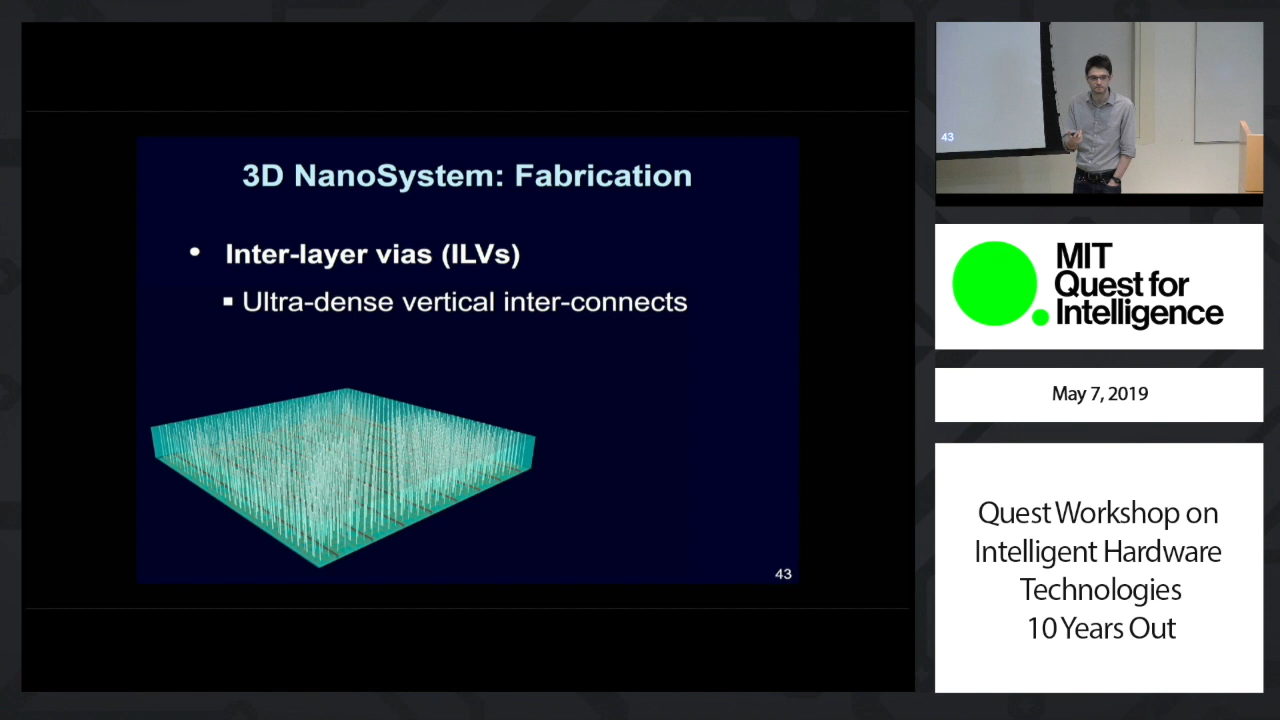 3D NanoSystem: Fabrication
• Inter-layer vias (ILVs)
▪ Ultra-dense vertical inter-connects
43
43
MIT
Quest for
Intelligence
May 7, 2019
Quest Workshop on
Intelligent Hardware
Technologies
10 Years Out